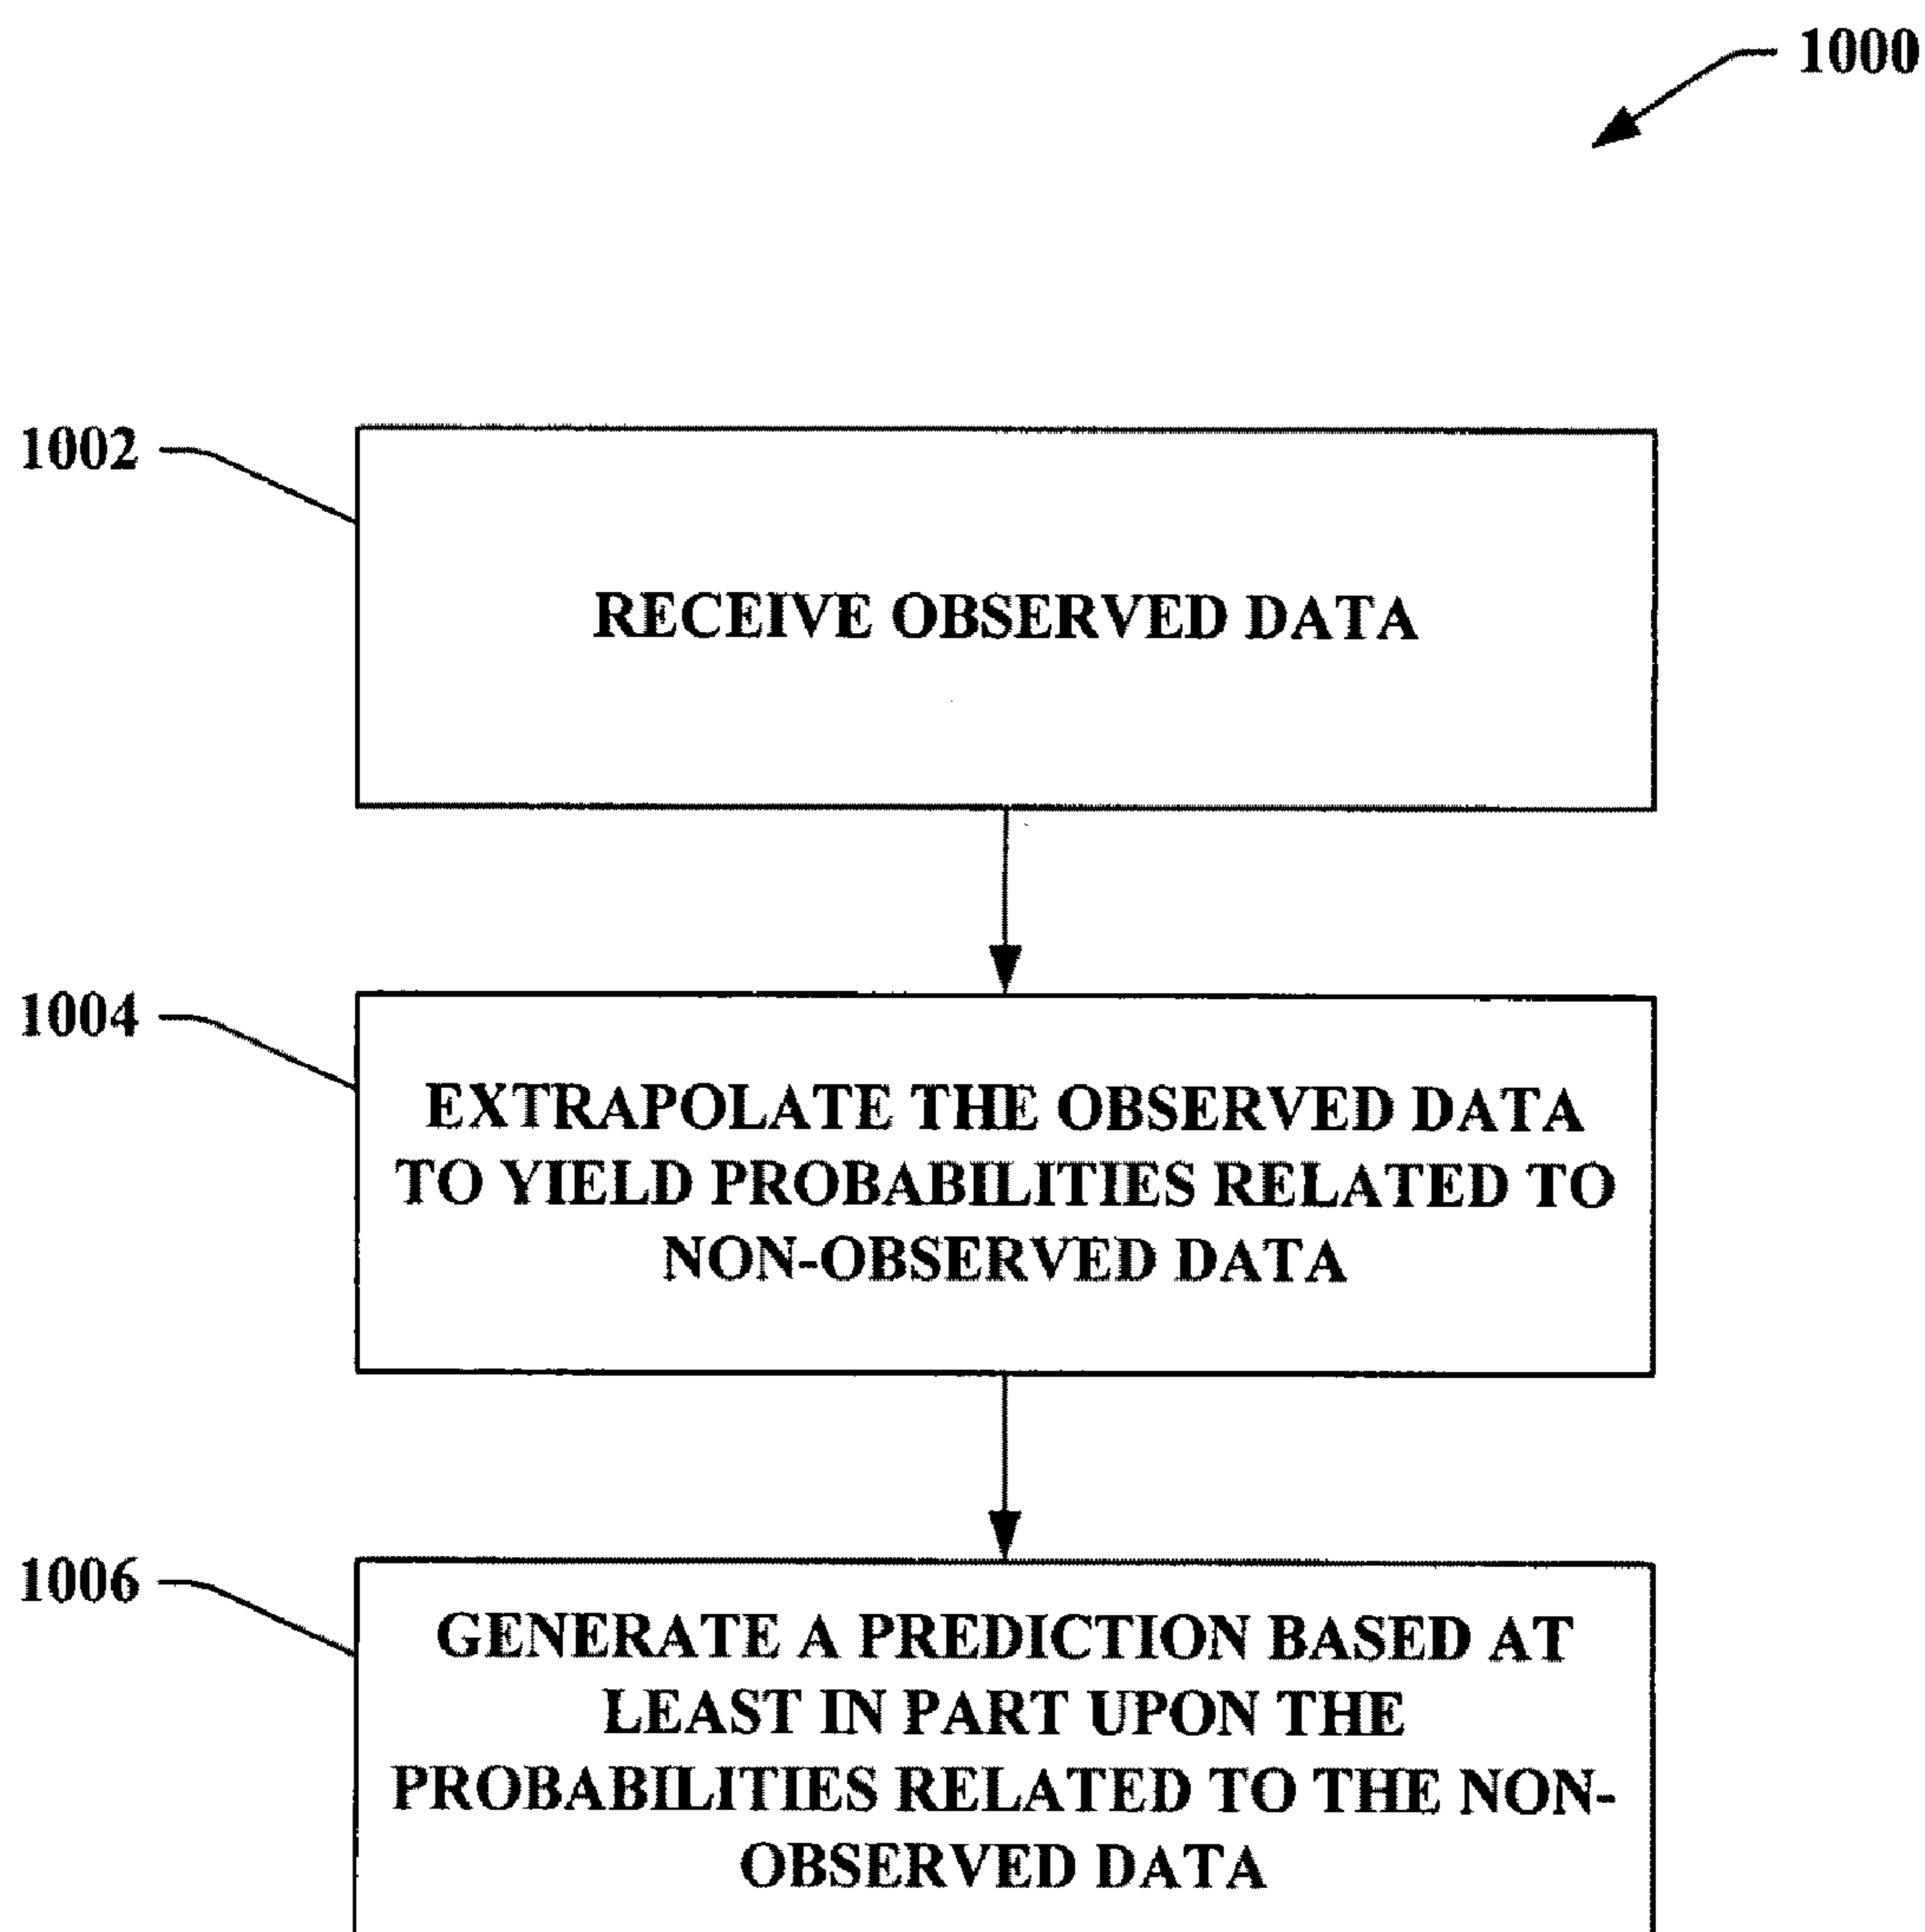 1000
1002
RECEIVE OBSERVED DATA
1004
EXTRAPOLATE THE OBSERVED DATA
TO YIELD PROBABILITIES RELATED TO
NON-OBSERVED DATA
1006
GENERATE A PREDICTION BASED AT
LEAST IN PART UPON THE
PROBABILITIES RELATED TO THE NON-
OBSERVED DATA